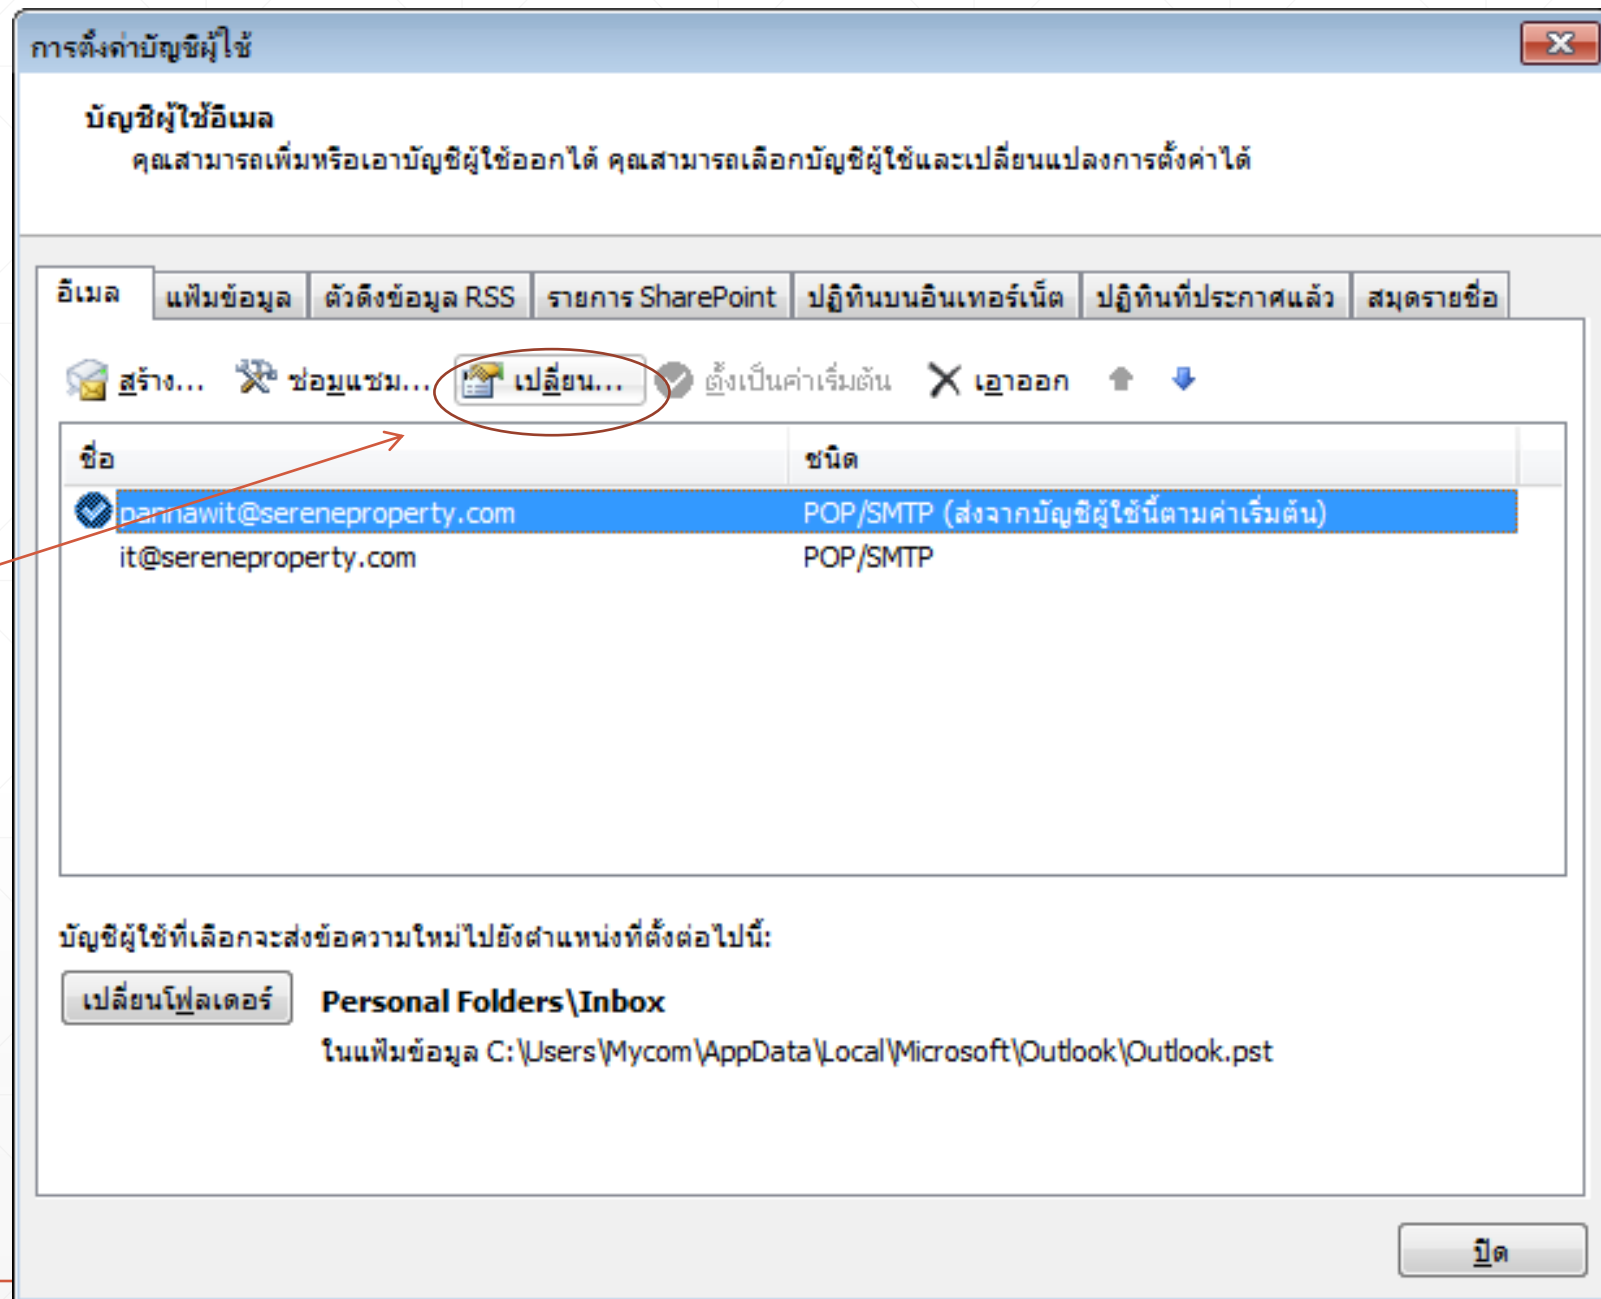 การตั้งค่าบัญชีผู้ใช้
บัญชีผู้ใช้อีเมล
คุณสามารถเพิ่มหรือเอาบัญชีผู้ใช้ออกได้ คุณสามารถเลือกบัญชีผู้ใช้และเปลี่ยนแปลงการตั้งค่าได้
อีเมล แฟ้มข้อมูล ตัวดึงข้อมูล RSS รายการ SharePoint ปฏิทินบนอินเทอร์เน็ต ปฏิทินที่ประกาศแล้ว สมุดรายชื่อ
สร้าง... ซ่อมแซม... เปลี่ยน... ตั้งเป็นค่าเริ่มต้น เอาออก
ชื่อ ชนิด
pannawit@sereneproperty.com POP/SMTP (ส่งจากบัญชีผู้ใช้นี้ตามค่าเริ่มต้น)
it@sereneproperty.com POP/SMTP
บัญชีผู้ใช้ที่เลือกจะส่งข้อความใหม่ไปยังตำแหน่งที่ตั้งต่อไปนี้:
เปลี่ยนโฟลเดอร์ Personal Folders\Inbox
ในแฟ้มข้อมูล C:\Users\Mycom\AppData\Local\Microsoft\Outlook\Outlook.pst
ปิด